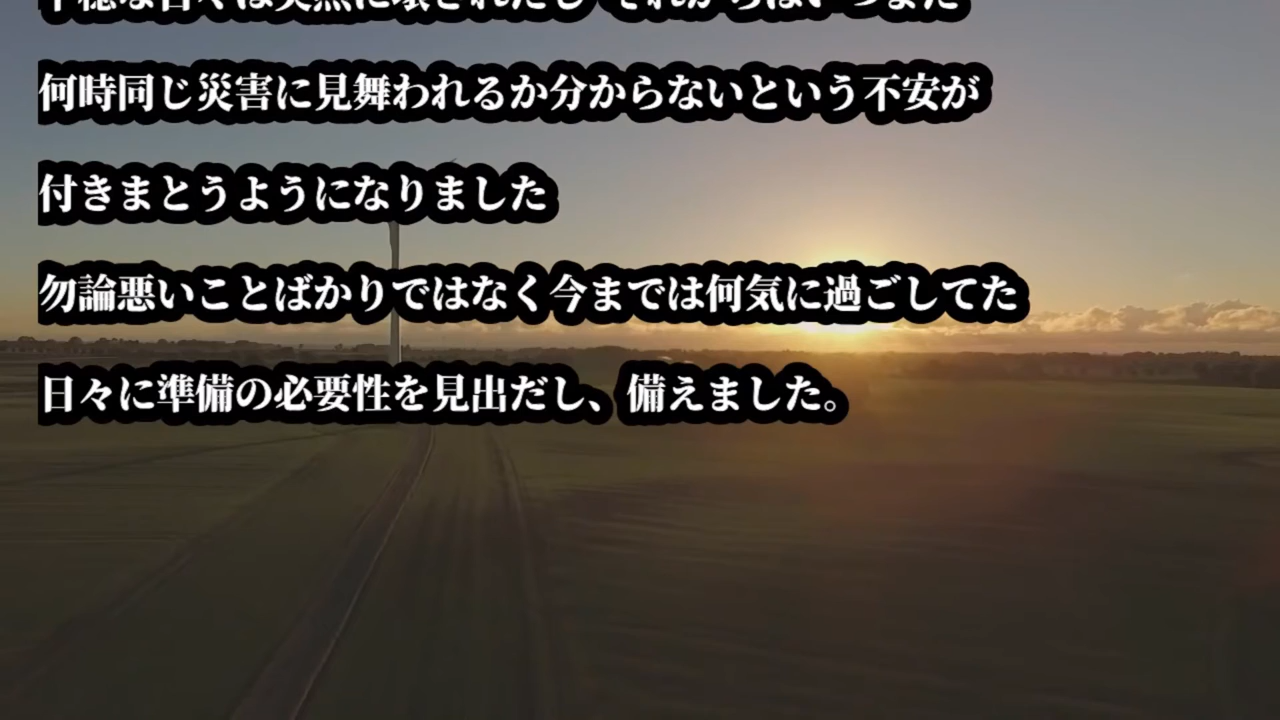 何時同じ災害に見舞われるか分からないという不安が
付きまとうようになりました
勿論悪いことばかりではなく今までは何気に過ごしてた
日々に準備の必要性を見出だし、備えました。